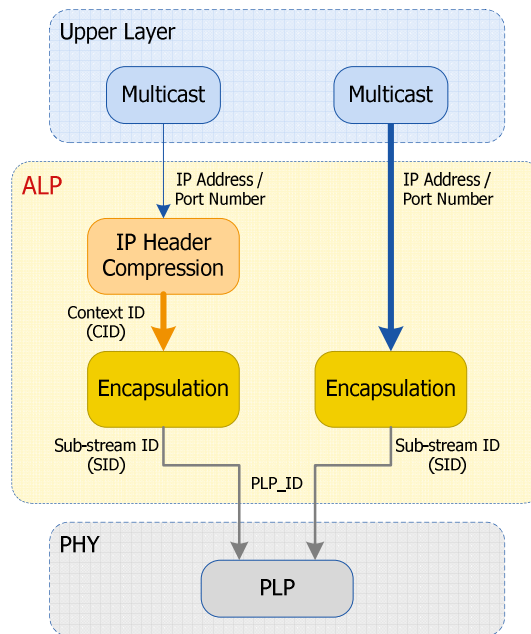 Upper Layer
Multicast
Multicast
IP Address /
Port Number
IP Address /
Port Number
ALP
IP Header
Compression
Context ID
(CID)
Encapsulation
Encapsulation
Sub-stream ID
(SID)
Sub-stream ID
(SID)
PLP_ID
PHY
PLP